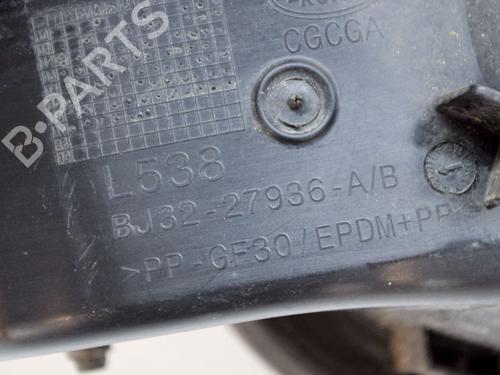 CGCGA
B-PARTS
L538
BJ32-27936-A/B
>PP-GF30/EPDM+PP